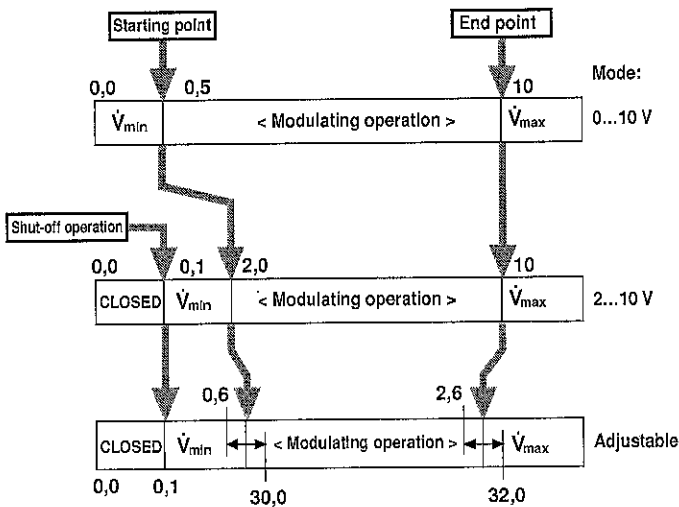 Starting point
End point
Mode:
0,0
0,5
10
V̇min
< Modulating operation >
V̇max
0...10 V
Shut-off operation
0,0
0,1
2,0
10
CLOSED
V̇min
< Modulating operation >
V̇max
2...10 V
0,6
2,6
CLOSED
V̇min
< Modulating operation >
V̇max
Adjustable
0,0
0,1
30,0
32,0